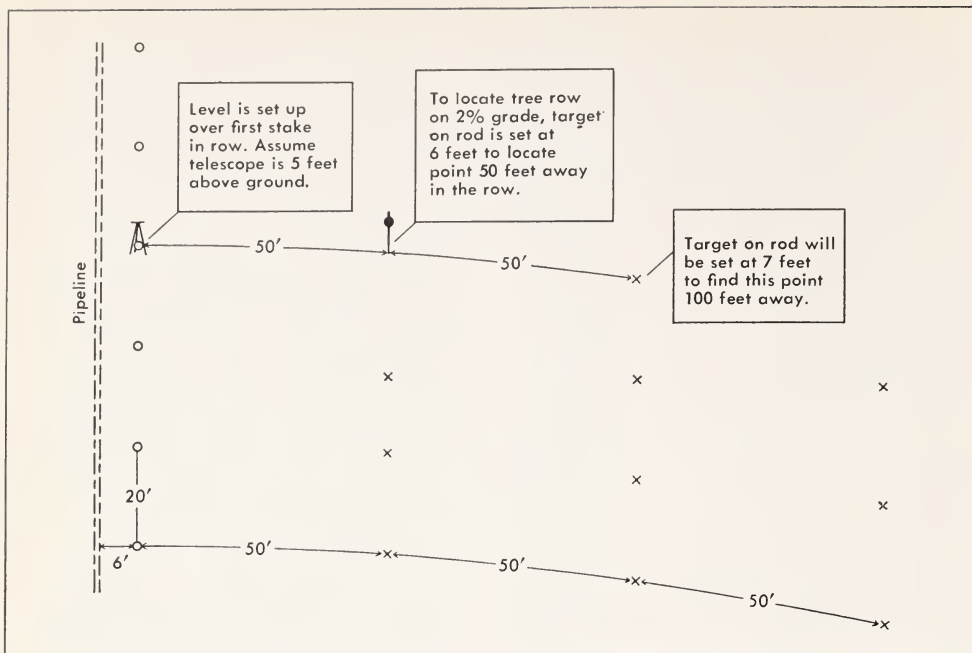 Level is set up
over first stake
in row. Assume
telescope is 5 feet
above ground.
To locate tree row
on 2% grade, target
on rod is set at
6 feet to locate
point 50 feet away
in the row.
50'
50'
Target on rod will
be set at 7 feet
to find this point
100 feet away.
Pipeline
20'
6'
50'
50'
50'